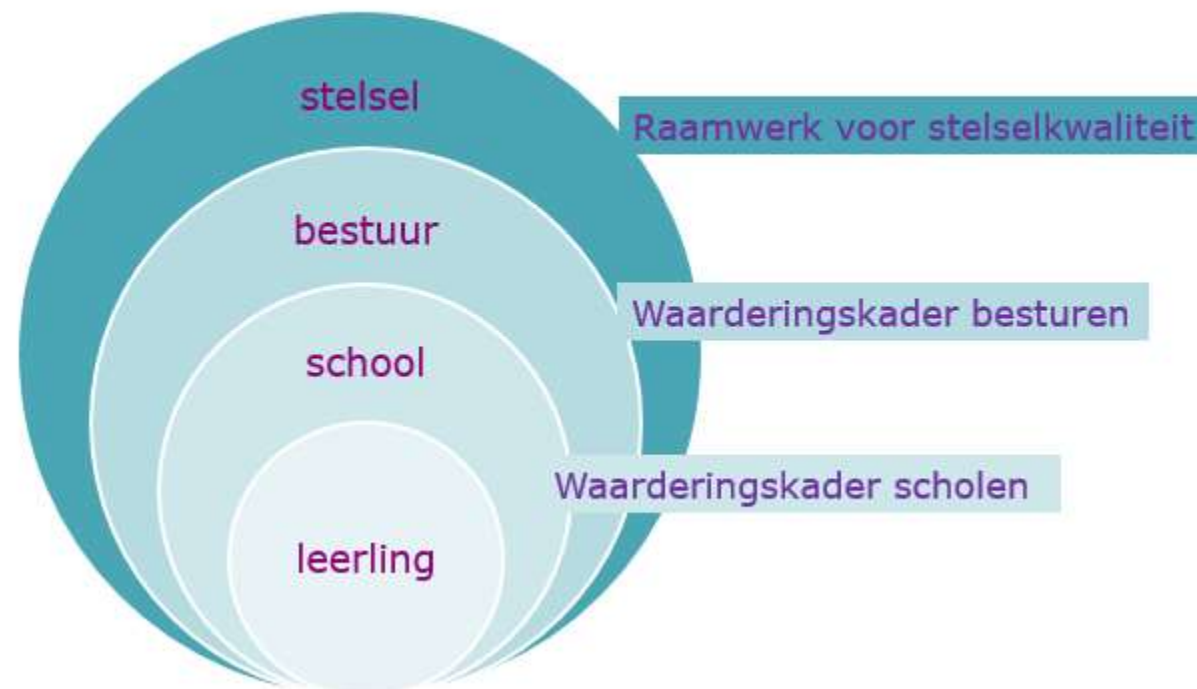 stelsel
Raamwerk voor stelselkwaliteit
bestuur
Waarderingskader besturen
school
Waarderingskader scholen
leerling